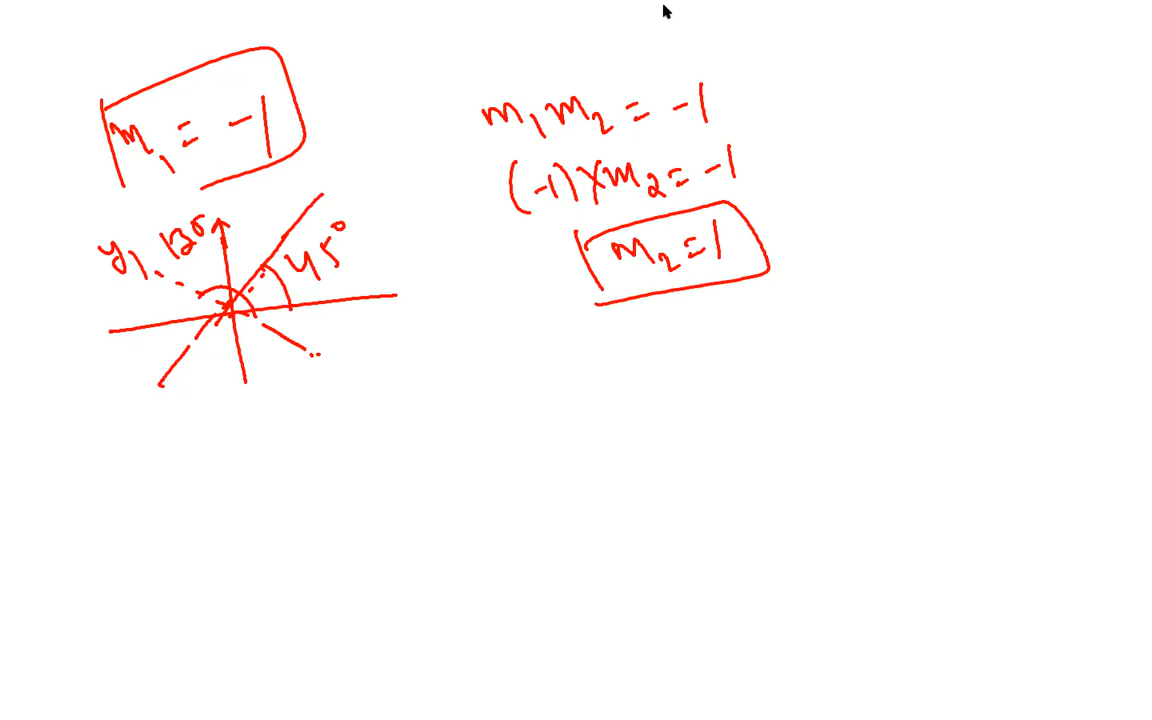 m₁ = -1
m₁m₂ = -1
(-1) × m₂ = -1
m₂ = 1
45°